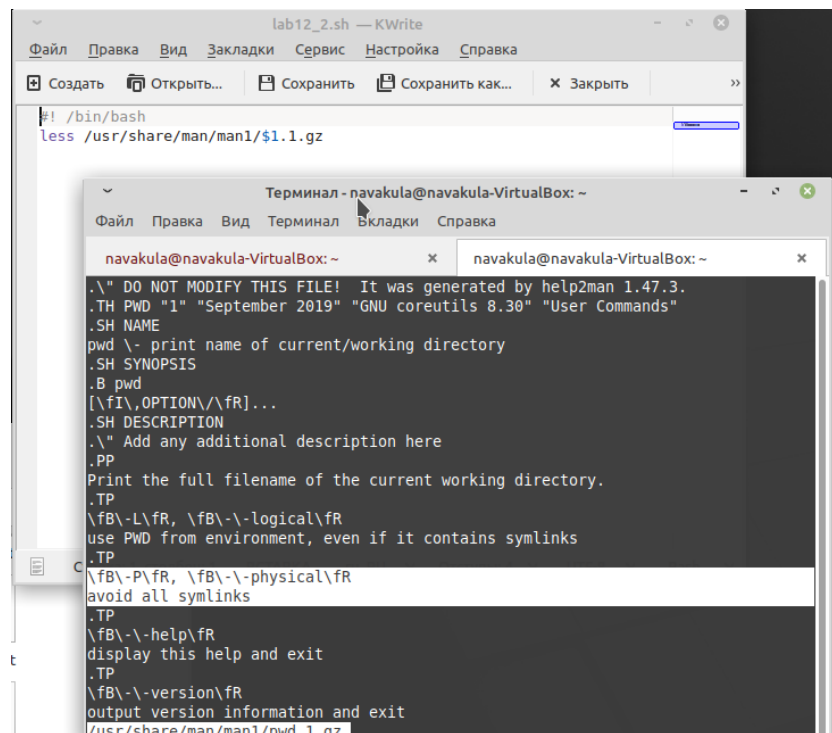 lab12_2.sh — KWrite
Файл Правка Вид Закладки Сервис Настройка Справка
Создать Открыть... Сохранить Сохранить как... Закрыть »
#! /bin/bash
less /usr/share/man/man1/$1.1.gz
Терминал - navakula@navakula-VirtualBox: ~
Файл Правка Вид Терминал Вкладки Справка
navakula@navakula-VirtualBox: ~ navakula@navakula-VirtualBox: ~
.\" DO NOT MODIFY THIS FILE!  It was generated by help2man 1.47.3.
.TH PWD "1" "September 2019" "GNU coreutils 8.30" "User Commands"
.SH NAME
pwd \- print name of current/working directory
.SH SYNOPSIS
.B pwd
[\fI\,OPTION\/\fR]...
.SH DESCRIPTION
.\" Add any additional description here
.PP
Print the full filename of the current working directory.
.TP
\fB\-L\fR, \fB\-\-logical\fR
use PWD from environment, even if it contains symlinks
.TP
\fB\-P\fR, \fB\-\-physical\fR
avoid all symlinks
.TP
\fB\-\-help\fR
display this help and exit
.TP
\fB\-\-version\fR
output version information and exit
/usr/share/man/man1/pwd.1.gz